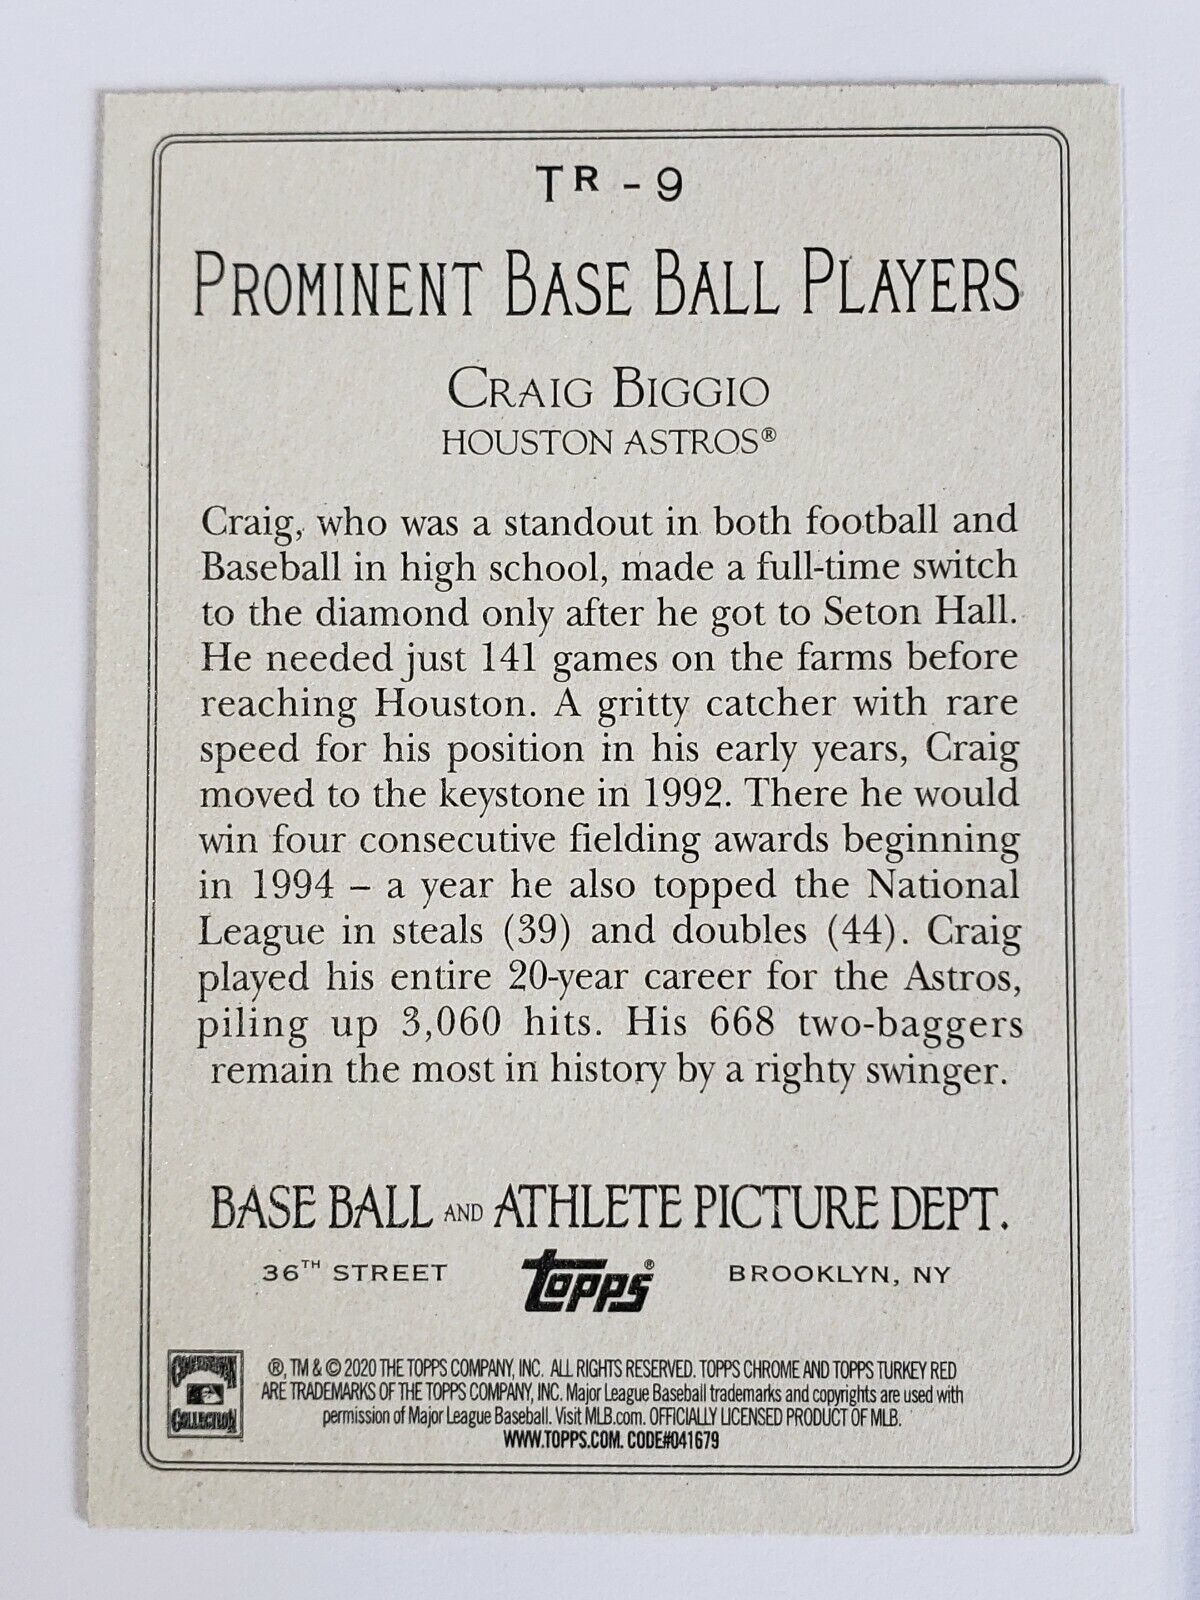 TR - 9
PROMINENT BASE BALL PLAYERS
CRAIG BIGGIO
HOUSTON ASTROS®
Craig, who was a standout in both football and
Baseball in high school, made a full-time switch
to the diamond only after he got to Seton Hall.
He needed just 141 games on the farms before
reaching Houston. A gritty catcher with rare
speed for his position in his early years, Craig
moved to the keystone in 1992. There he would
win four consecutive fielding awards beginning
in 1994 – a year he also topped the National
League in steals (39) and doubles (44). Craig
played his entire 20-year career for the Astros,
piling up 3,060 hits. His 668 two-baggers
remain the most in history by a righty swinger.
BASE BALL AND ATHLETE PICTURE DEPT.
36TH STREET topps® BROOKLYN, NY
COOPERSTOWN
COLLECTION
®, TM & © 2020 THE TOPPS COMPANY, INC. ALL RIGHTS RESERVED. TOPPS CHROME AND TOPPS TURKEY RED
ARE TRADEMARKS OF THE TOPPS COMPANY, INC. Major League Baseball trademarks and copyrights are used with
permission of Major League Baseball. Visit MLB.com. OFFICIALLY LICENSED PRODUCT OF MLB.
WWW.TOPPS.COM. CODE#041679